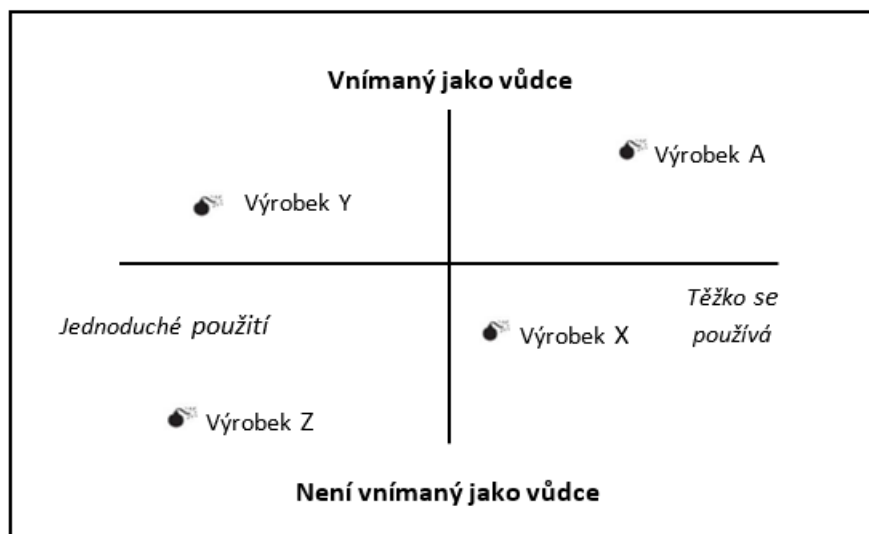 Vnímaný jako vůdce
Výrobek A
Výrobek Y
Těžko se
používá
Jednoduché použití
Výrobek X
Výrobek Z
Není vnímaný jako vůdce